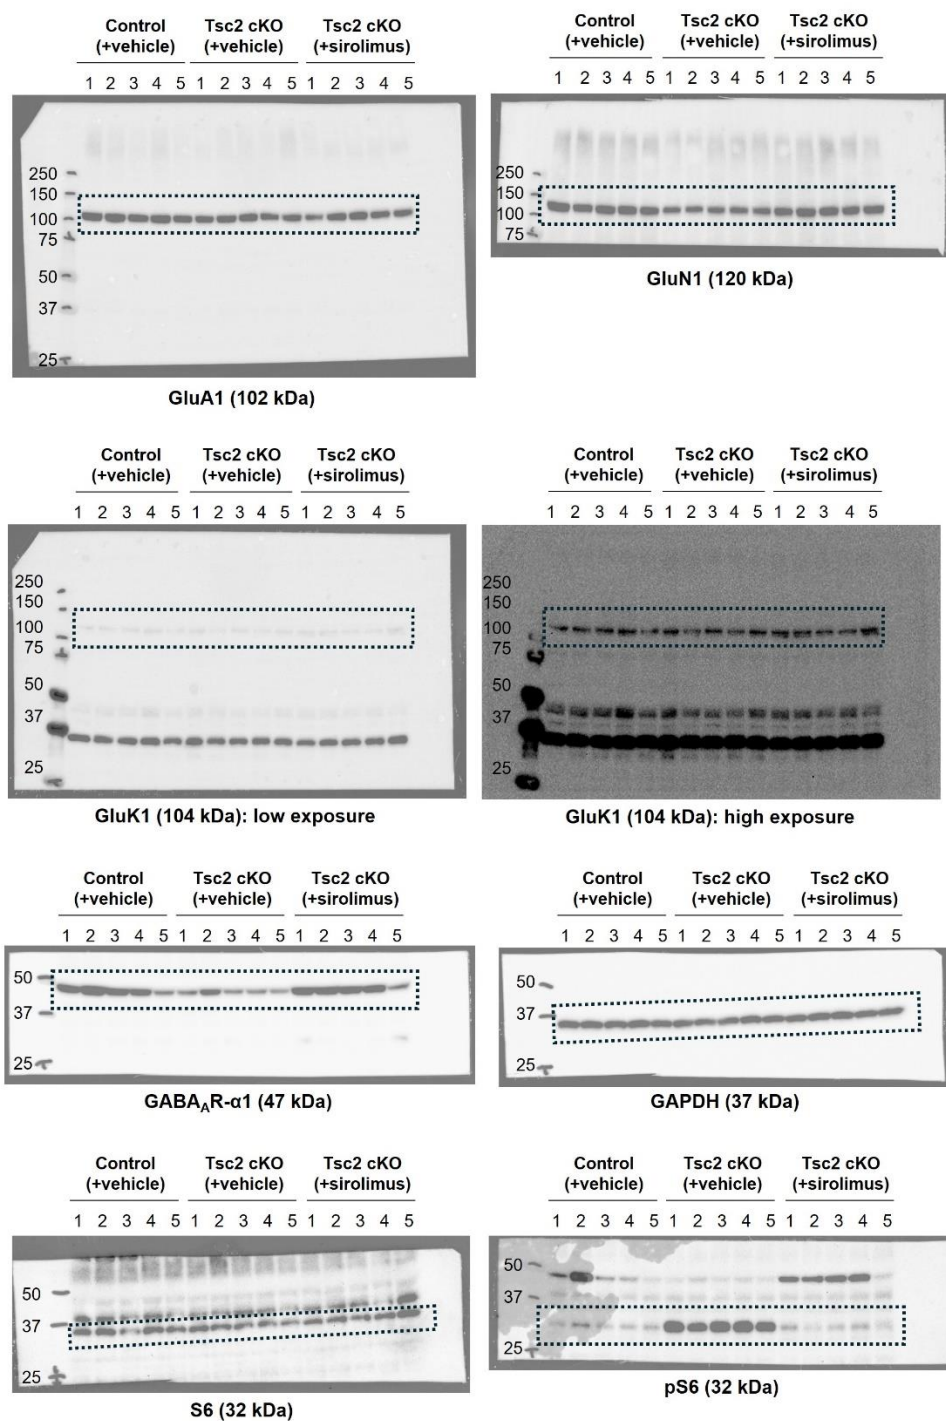 Control Tsc2 cKO Tsc2 cKO
(+vehicle) (+vehicle) (+sirolimus)
1 2 3 4 5 1 2 3 4 5 1 2 3 4 5
250
150
100
75
50
37
25
GluA1 (102 kDa)
Control Tsc2 cKO Tsc2 cKO
(+vehicle) (+vehicle) (+sirolimus)
1 2 3 4 5 1 2 3 4 5 1 2 3 4 5
250
150
100
75
GluN1 (120 kDa)
Control Tsc2 cKO Tsc2 cKO
(+vehicle) (+vehicle) (+sirolimus)
1 2 3 4 5 1 2 3 4 5 1 2 3 4 5
250
150
100
75
50
37
25
GluK1 (104 kDa): low exposure
Control Tsc2 cKO Tsc2 cKO
(+vehicle) (+vehicle) (+sirolimus)
1 2 3 4 5 1 2 3 4 5 1 2 3 4 5
250
150
100
75
50
37
25
GluK1 (104 kDa): high exposure
Control Tsc2 cKO Tsc2 cKO
(+vehicle) (+vehicle) (+sirolimus)
1 2 3 4 5 1 2 3 4 5 1 2 3 4 5
50
37
25
GABA_AR-α1 (47 kDa)
Control Tsc2 cKO Tsc2 cKO
(+vehicle) (+vehicle) (+sirolimus)
1 2 3 4 5 1 2 3 4 5 1 2 3 4 5
50
37
25
GAPDH (37 kDa)
Control Tsc2 cKO Tsc2 cKO
(+vehicle) (+vehicle) (+sirolimus)
1 2 3 4 5 1 2 3 4 5 1 2 3 4 5
50
37
25
S6 (32 kDa)
Control Tsc2 cKO Tsc2 cKO
(+vehicle) (+vehicle) (+sirolimus)
1 2 3 4 5 1 2 3 4 5 1 2 3 4 5
50
37
25
pS6 (32 kDa)